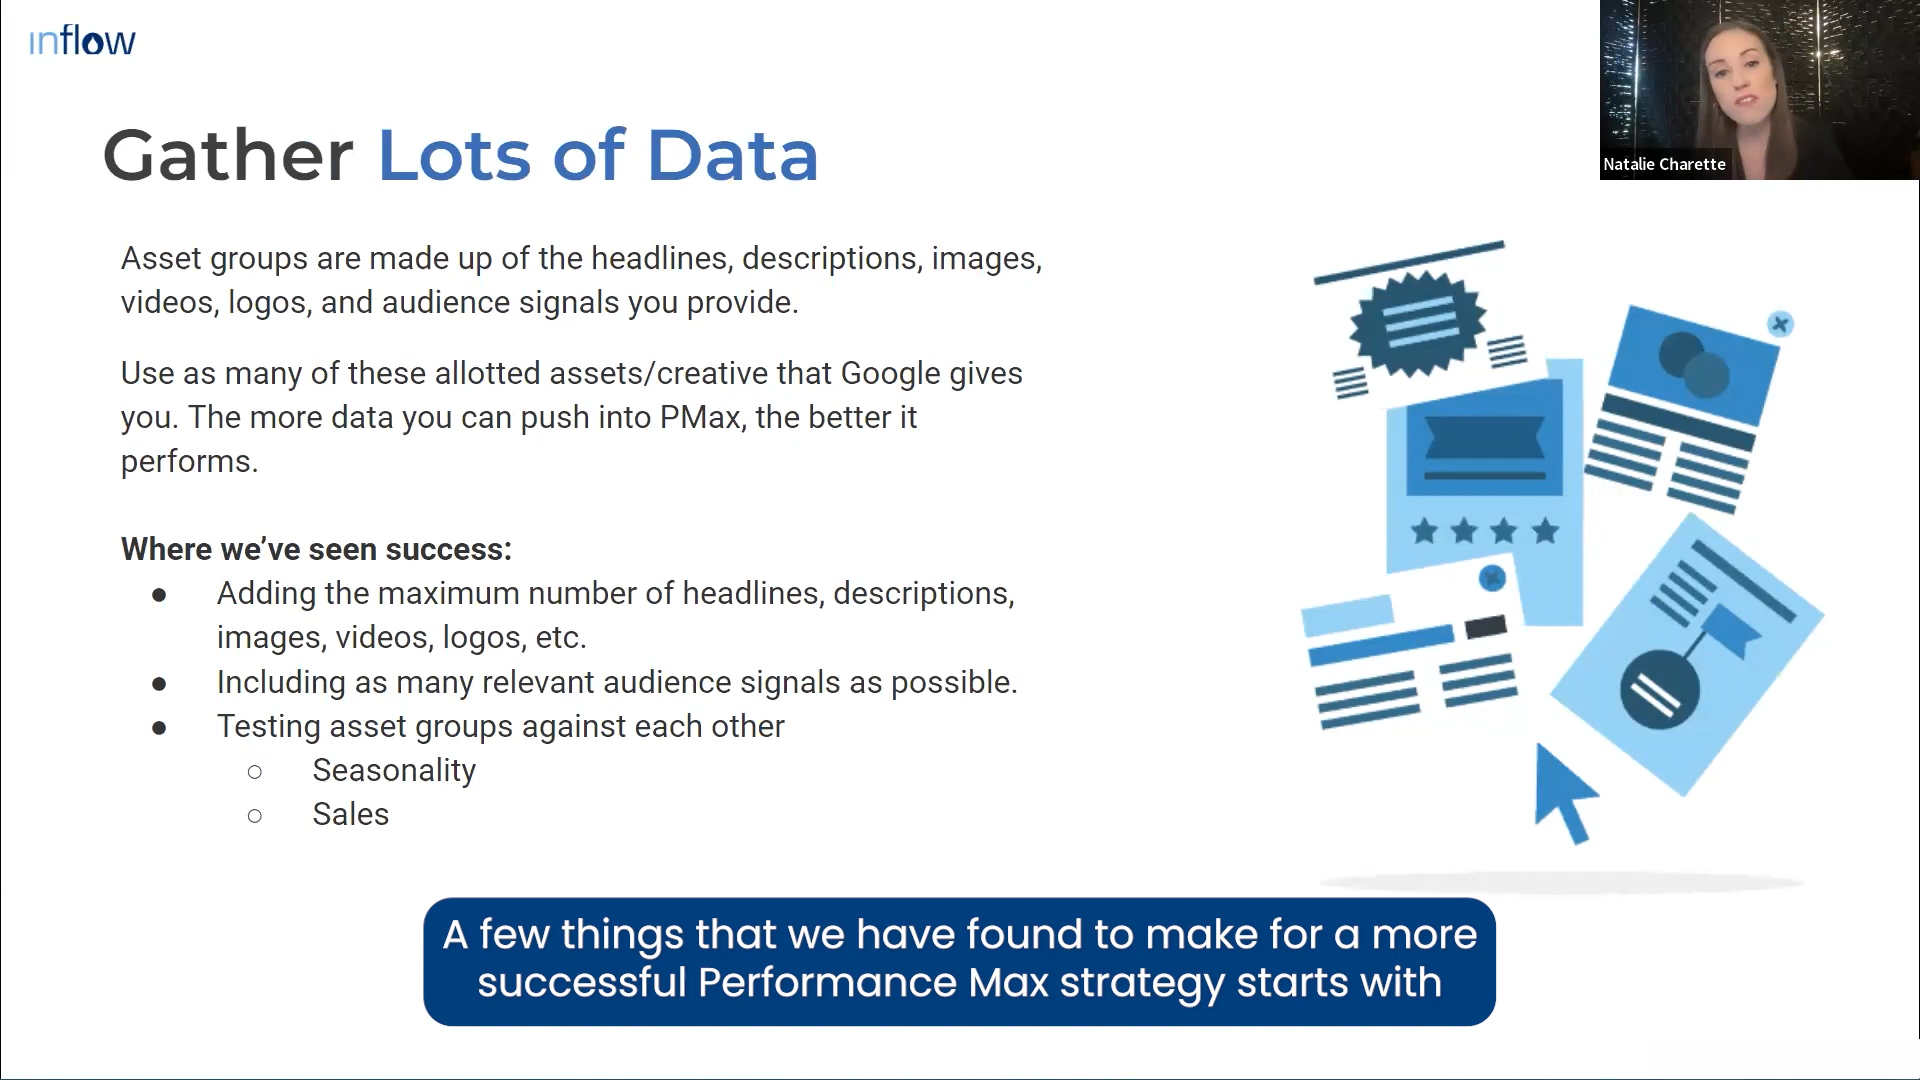 inflow
Natalie Charette
Gather Lots of Data
Asset groups are made up of the headlines, descriptions, images,
videos, logos, and audience signals you provide.
Use as many of these allotted assets/creative that Google gives
you. The more data you can push into PMax, the better it
performs.
Where we’ve seen success:
● Adding the maximum number of headlines, descriptions,
images, videos, logos, etc.
● Including as many relevant audience signals as possible.
● Testing asset groups against each other
○ Seasonality
○ Sales
A few things that we have found to make for a more
successful Performance Max strategy starts with